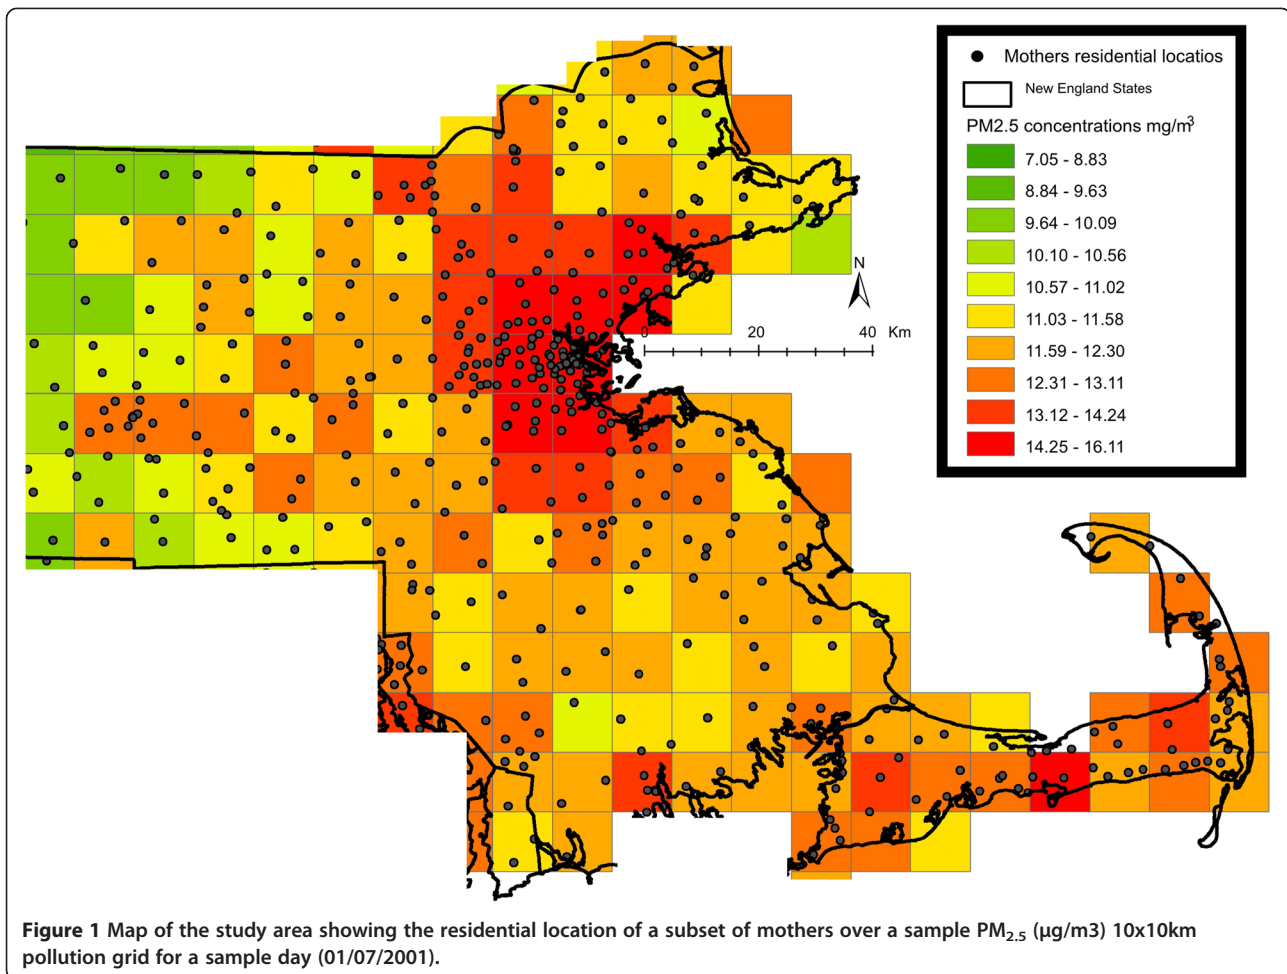 Mothers residential locatios
New England States
PM2.5 concentrations mg/m³
7.05 - 8.83
8.84 - 9.63
9.64 - 10.09
10.10 - 10.56
10.57 - 11.02
11.03 - 11.58
11.59 - 12.30
12.31 - 13.11
13.12 - 14.24
14.25 - 16.11
N
0 20 40 Km
Figure 1 Map of the study area showing the residential location of a subset of mothers over a sample PM₂.₅ (μg/m3) 10x10km
pollution grid for a sample day (01/07/2001).